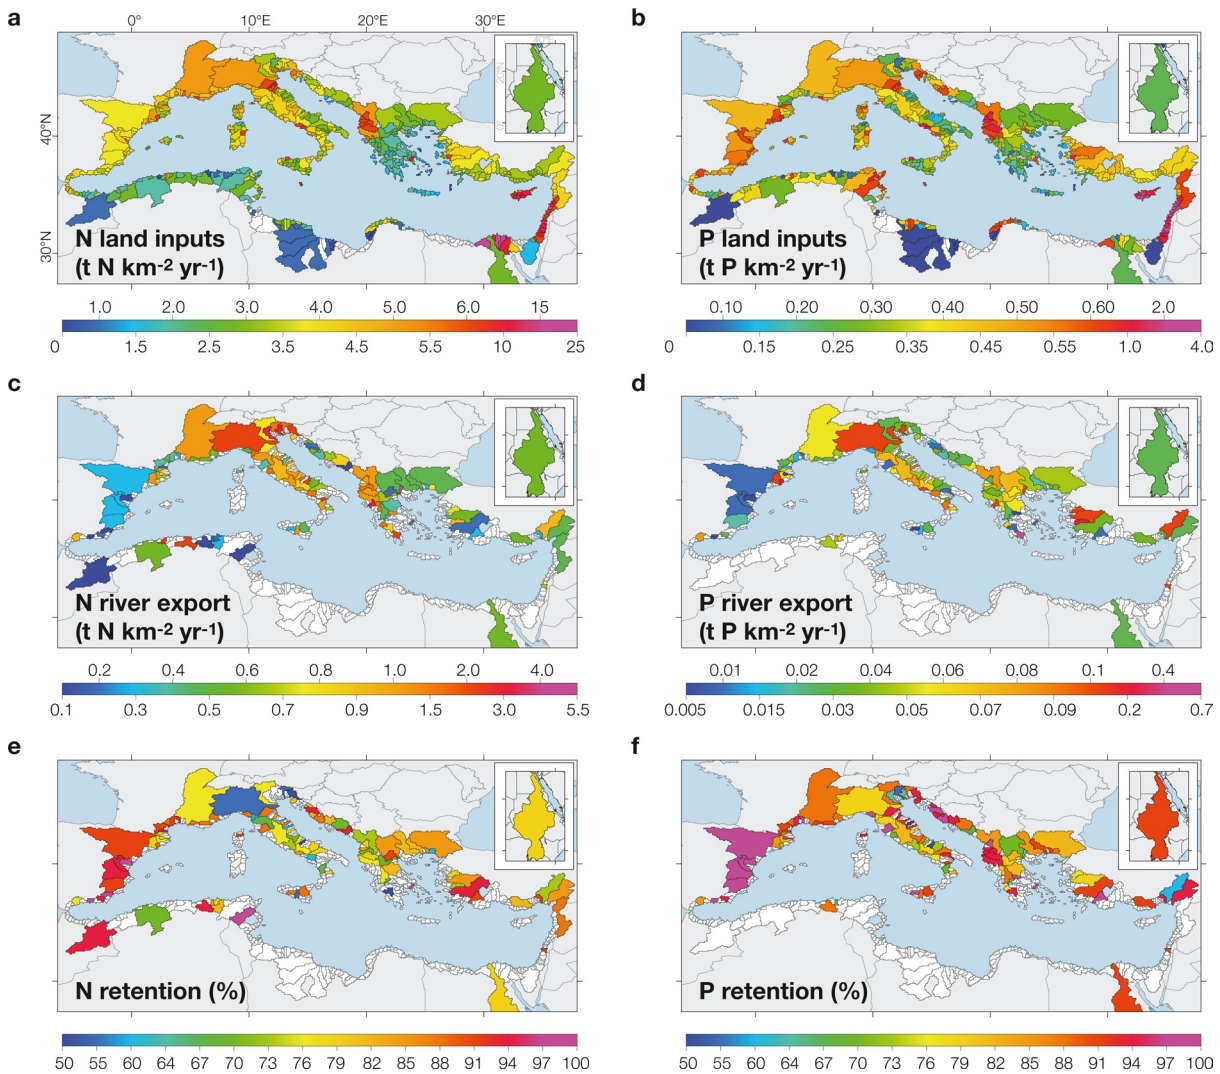 a
b
0°
10°E
20°E
30°E
40°N
30°N
N land inputs
(t N km-2 yr-1)
P land inputs
(t P km-2 yr-1)
1.0 2.0 3.0 4.0 5.0 6.0 15
0 1.5 2.5 3.5 4.5 5.5 10 25
0.10 0.20 0.30 0.40 0.50 0.60 2.0
0 0.15 0.25 0.35 0.45 0.55 1.0 4.0
c
d
N river export
(t N km-2 yr-1)
P river export
(t P km-2 yr-1)
0.2 0.4 0.6 0.8 1.0 2.0 4.0
0.1 0.3 0.5 0.7 0.9 1.5 3.0 5.5
0.01 0.02 0.04 0.06 0.08 0.1 0.4
0.005 0.015 0.03 0.05 0.07 0.09 0.2 0.7
e
f
N retention (%)
P retention (%)
50 55 60 64 67 70 73 76 79 82 85 88 91 94 97 100
50 55 60 64 67 70 73 76 79 82 85 88 91 94 97 100